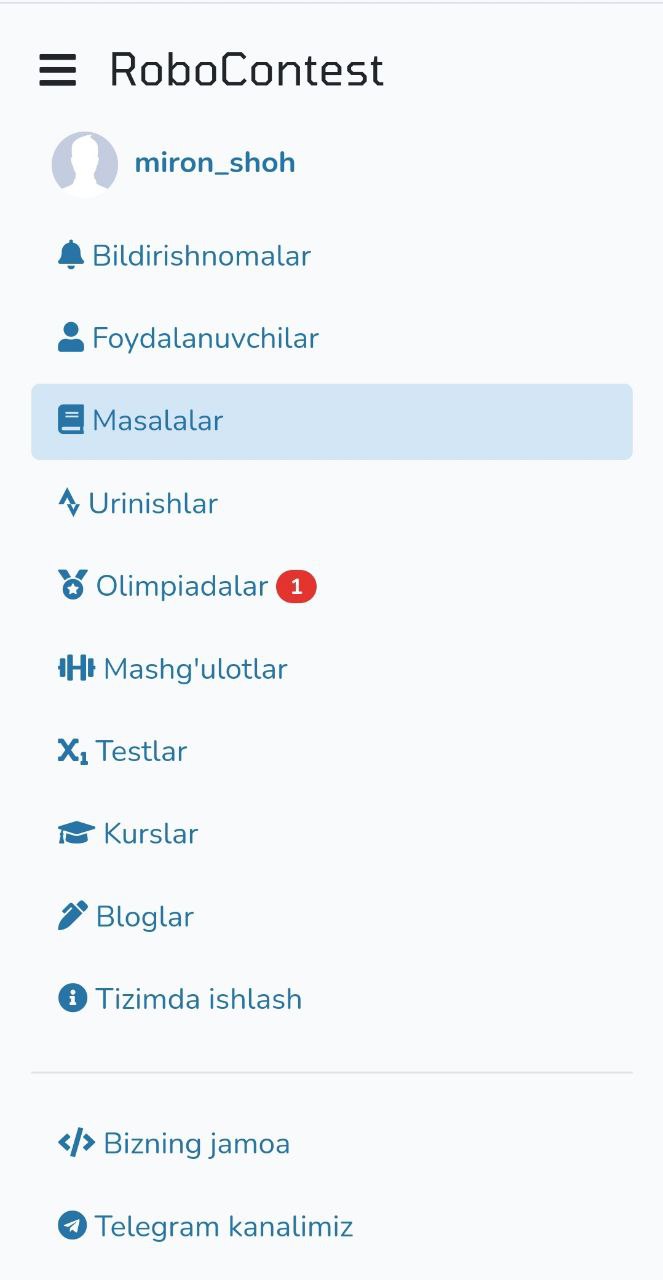 RoboContest
miron_shoh
Bildirishnomalar
Foydalanuvchilar
Masalalar
Urinishlar
Olimpiadalar 1
Mashg'ulotlar
X₁ Testlar
Kurslar
Bloglar
Tizimda ishlash
Bizning jamoa
Telegram kanalimiz